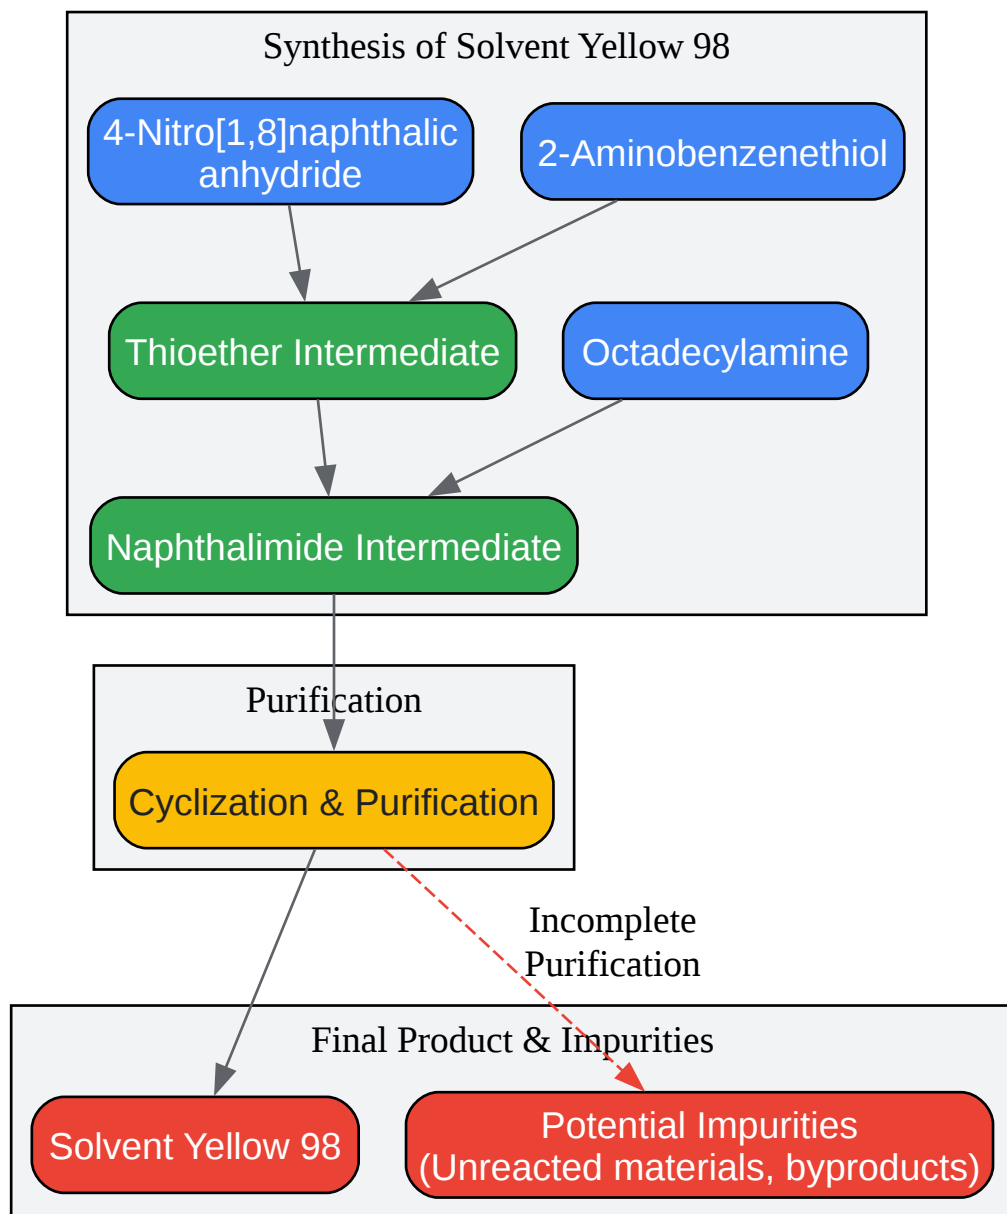 Synthesis of Solvent Yellow 98
4-Nitro[1,8]naphthalic
anhydride
2-Aminobenzenethiol
Thioether Intermediate
Octadecylamine
Naphthalimide Intermediate
Purification
Cyclization & Purification
Incomplete
Purification
Final Product & Impurities
Solvent Yellow 98
Potential Impurities
(Unreacted materials, byproducts)